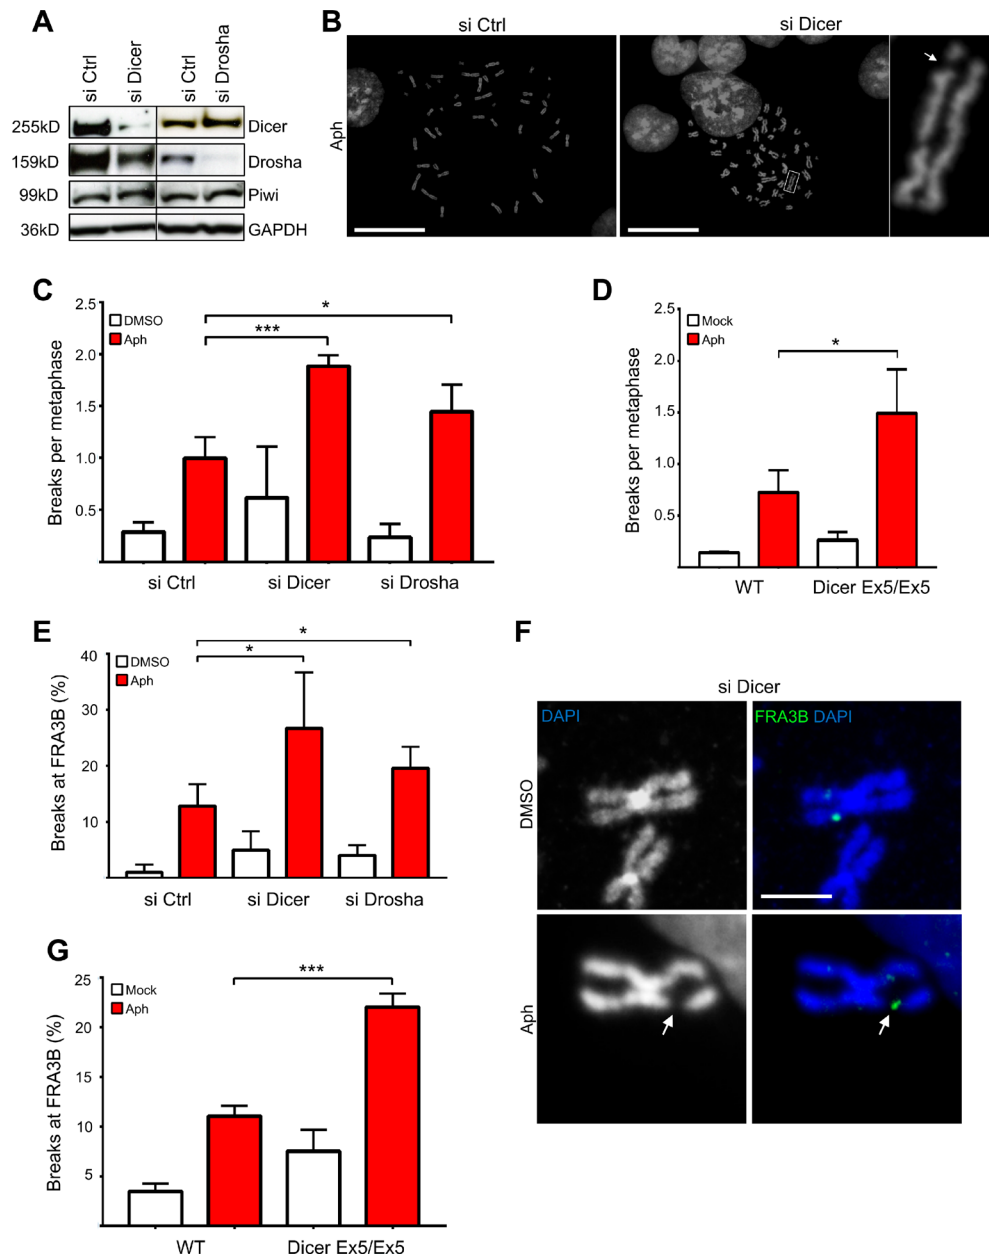 A
si Ctrl
si Dicer
si Ctrl
si Drosha
255kD
Dicer
159kD
Drosha
99kD
Piwi
36kD
GAPDH
B
si Ctrl
si Dicer
Aph
C
Breaks per metaphase
2.5
2.0
1.5
1.0
0.5
DMSO
Aph
***
*
si Ctrl
si Dicer
si Drosha
D
Breaks per metaphase
2.5
2.0
1.5
1.0
0.5
Mock
Aph
*
WT
Dicer Ex5/Ex5
E
Breaks at FRA3B (%)
40
30
20
10
DMSO
Aph
*
*
si Ctrl
si Dicer
si Drosha
F
si Dicer
DAPI
FRA3B DAPI
DMSO
Aph
G
Breaks at FRA3B (%)
25
20
15
10
5
Mock
Aph
***
WT
Dicer Ex5/Ex5